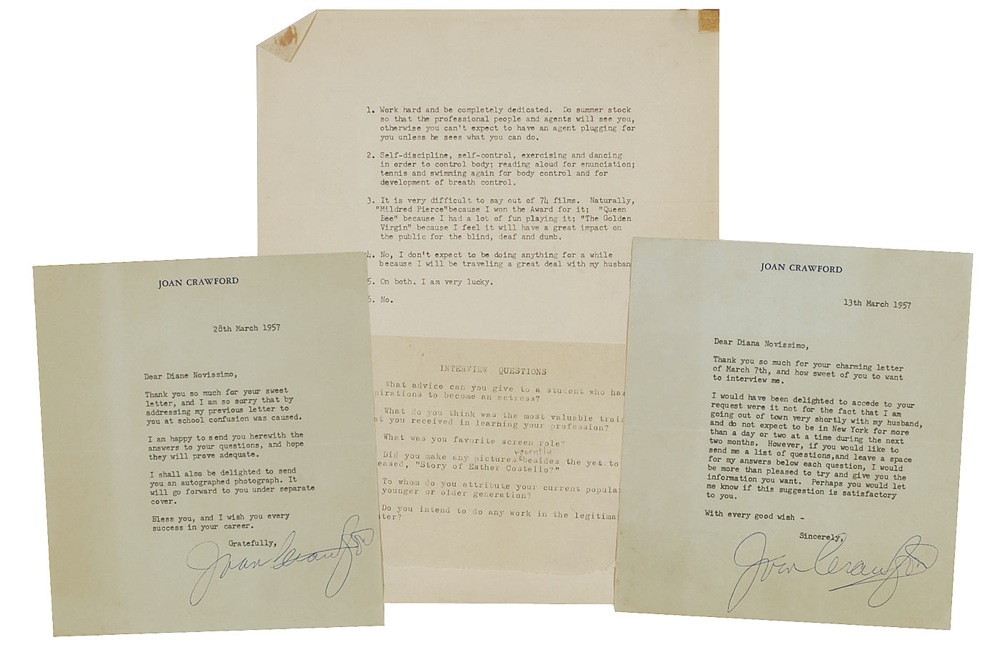 1. Work hard and be completely dedicated. Do summer stock
so that the professional people and agents will see you,
otherwise you can't expect to have an agent plugging for
you unless he sees what you can do.
2. Self-discipline, self-control, exercising and dancing
in order to control body; reading aloud for enunciation;
tennis and swimming again for body control and for
development of breath control.
3. It is very difficult to say out of 74 films. Naturally,
"Mildred Pierce"because I won the Award for it; "Queen
Bee" because I had a lot of fun playing it; "The Golden
Virgin" because I feel it will have a great impact on
the public for the blind, deaf and dumb.
4. No, I don't expect to be doing anything for a while
because I will be traveling a great deal with my husban
5. On both. I am very lucky.
6. No.
INTERVIEW QUESTIONS
What advice can you give to a student who has
pirations to become an actress?
What do you think was the most valuable trai
at you received in learning your profession?
What was you favorite screen role?
Did you make any pictures recently besides the yet to
eased, "Story of Esther Costello?"
To whom do you attribute your current popula
younger or older generation?
Do you intend to do any work in the legitima
ter?
JOAN CRAWFORD
28th March 1957
Dear Diane Novissimo,
Thank you so much for your sweet
letter, and I am so sorry that by
addressing my previous letter to
you at school confusion was caused.
I am happy to send you herewith the
answers to your questions, and hope
they will prove adequate.
I shall also be delighted to send
you an autographed photograph. It
will go forward to you under separate
cover.
Bless you, and I wish you every
success in your career.
Gratefully,
Joan Crawford
JOAN CRAWFORD
13th March 1957
Dear Diana Novissimo,
Thank you so much for your charming letter
of March 7th, and how sweet of you to want
to interview me.
I would have been delighted to accede to your
request were it not for the fact that I am
going out of town very shortly with my husband,
and do not expect to be in New York for more
than a day or two at a time during the next
two months. However, if you would like to
send me a list of questions,and leave a space
for my answers below each question, I would
be more than pleased to try and give you the
information you want. Perhaps you would let
me know if this suggestion is satisfactory
to you.
With every good wish -
Sincerely,
Joan Crawford